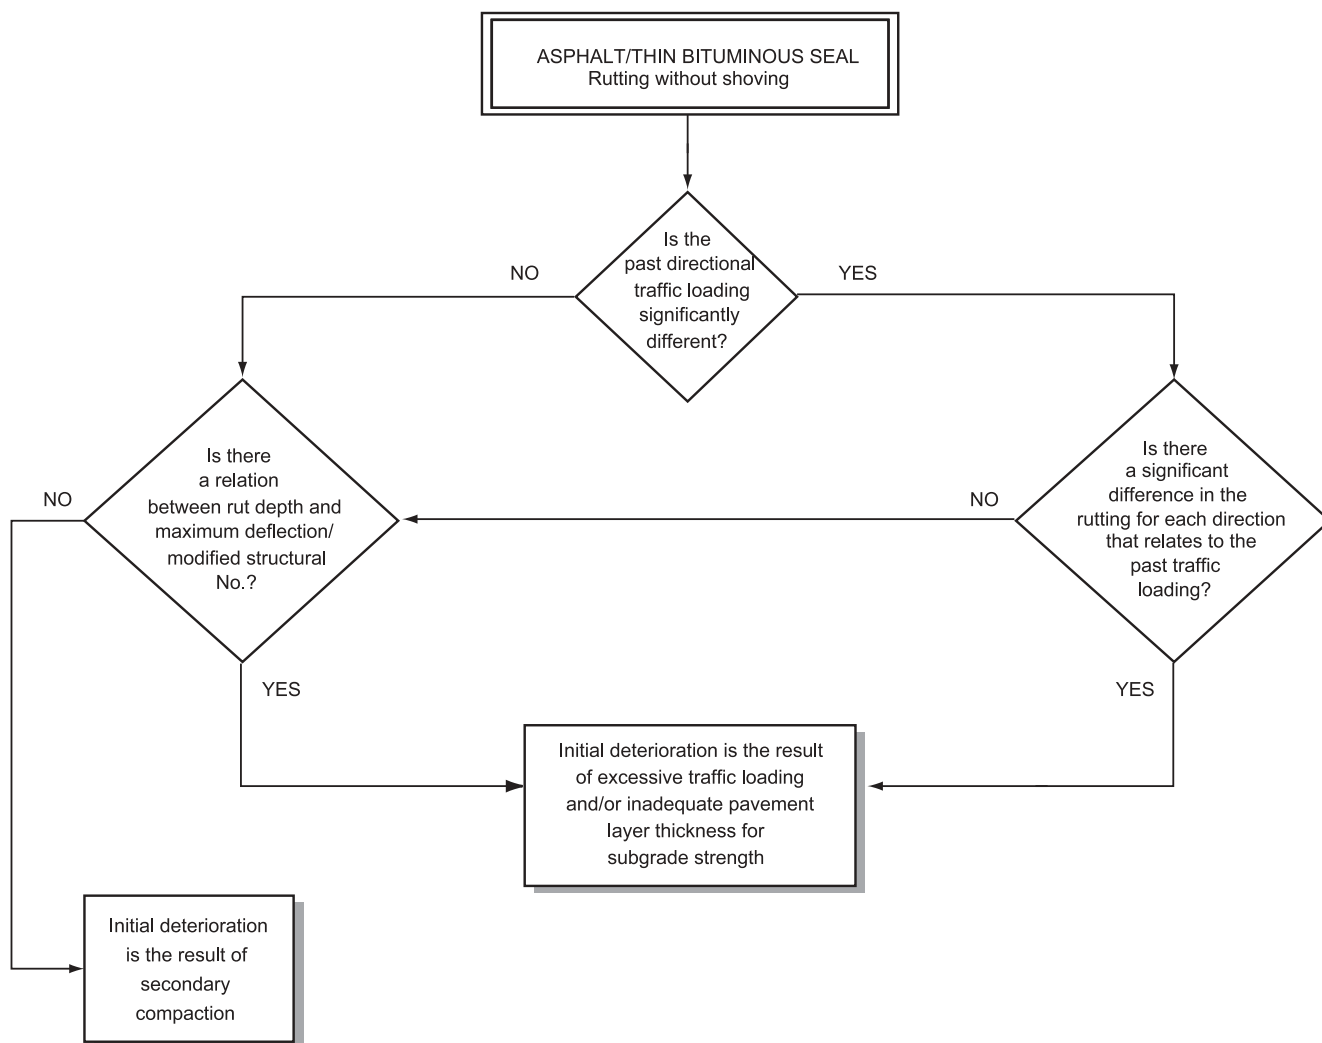 ASPHALT/THIN BITUMINOUS SEAL
Rutting without shoving
Is the
past directional
traffic loading
significantly
different?
NO
YES
Is there
a relation
between rut depth and
maximum deflection/
modified structural
No.?
NO
YES
Is there
a significant
difference in the
rutting for each direction
that relates to the
past traffic
loading?
NO
YES
Initial deterioration is the result
of excessive traffic loading
and/or inadequate pavement
layer thickness for
subgrade strength
Initial deterioration
is the result of
secondary
compaction